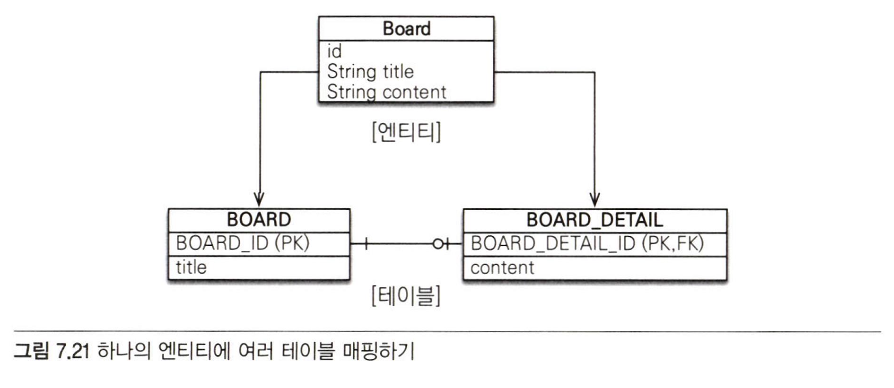 Board
id
String title
String content
[엔티티]
BOARD
BOARD_ID (PK)
title
BOARD_DETAIL
BOARD_DETAIL_ID (PK,FK)
content
[테이블]
그림 7.21 하나의 엔티티에 여러 테이블 매핑하기